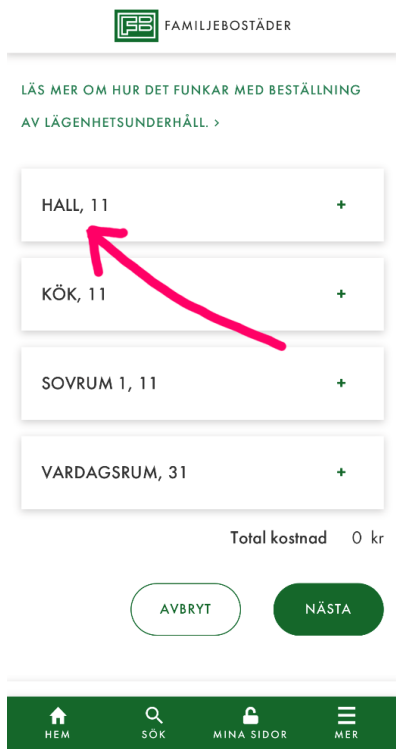 FAMILJEBOSTÄDER
LÄS MER OM HUR DET FUNKAR MED BESTÄLLNING
AV LÄGENHETSUNDERHÅLL. >
HALL, 11 +
KÖK, 11 +
SOVRUM 1, 11 +
VARDAGSRUM, 31 +
Total kostnad 0 kr
AVBRYT NÄSTA
HEM SÖK MINA SIDOR MER